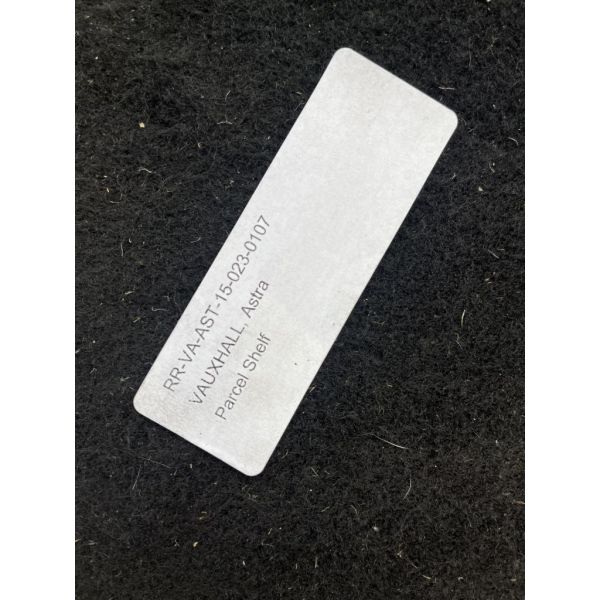 RR-VA-AST-15-023-0107
VAUXHALL, Astra
Parcel Shelf